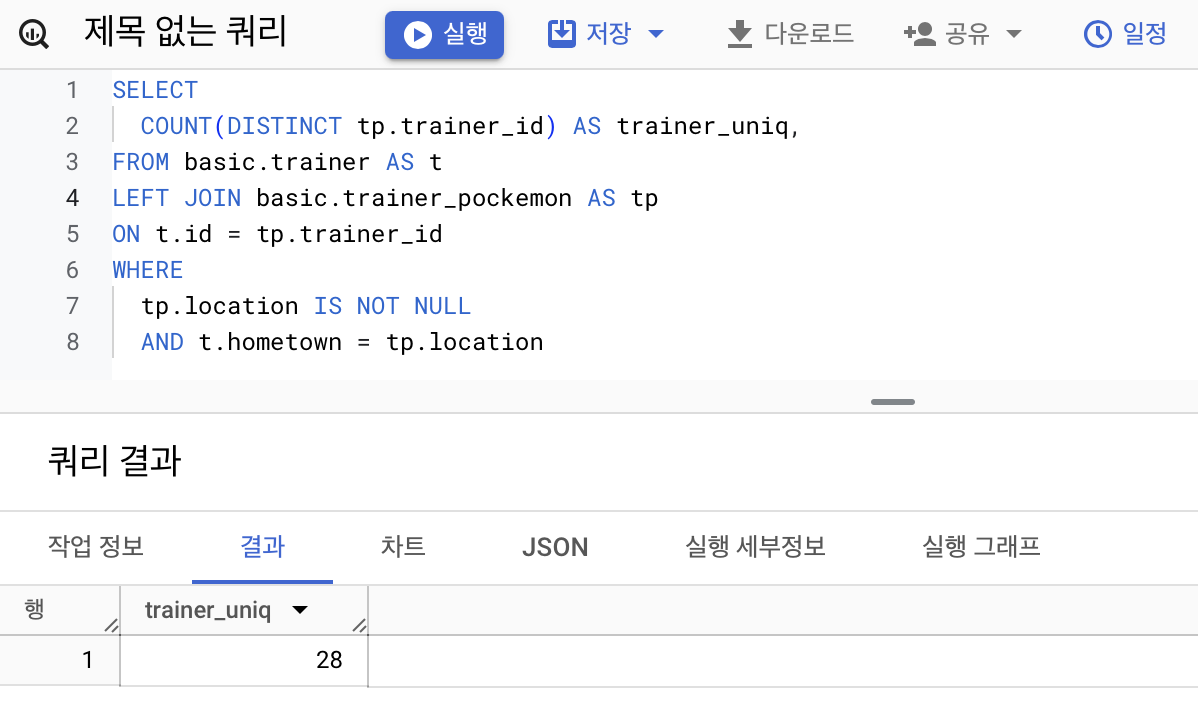 제목 없는 쿼리 실행 저장 다운로드 공유 일정
1 SELECT
2 COUNT(DISTINCT tp.trainer_id) AS trainer_uniq,
3 FROM basic.trainer AS t
4 LEFT JOIN basic.trainer_pockemon AS tp
5 ON t.id = tp.trainer_id
6 WHERE
7 tp.location IS NOT NULL
8 AND t.hometown = tp.location
쿼리 결과
작업 정보 결과 차트 JSON 실행 세부정보 실행 그래프
행 trainer_uniq
1 28